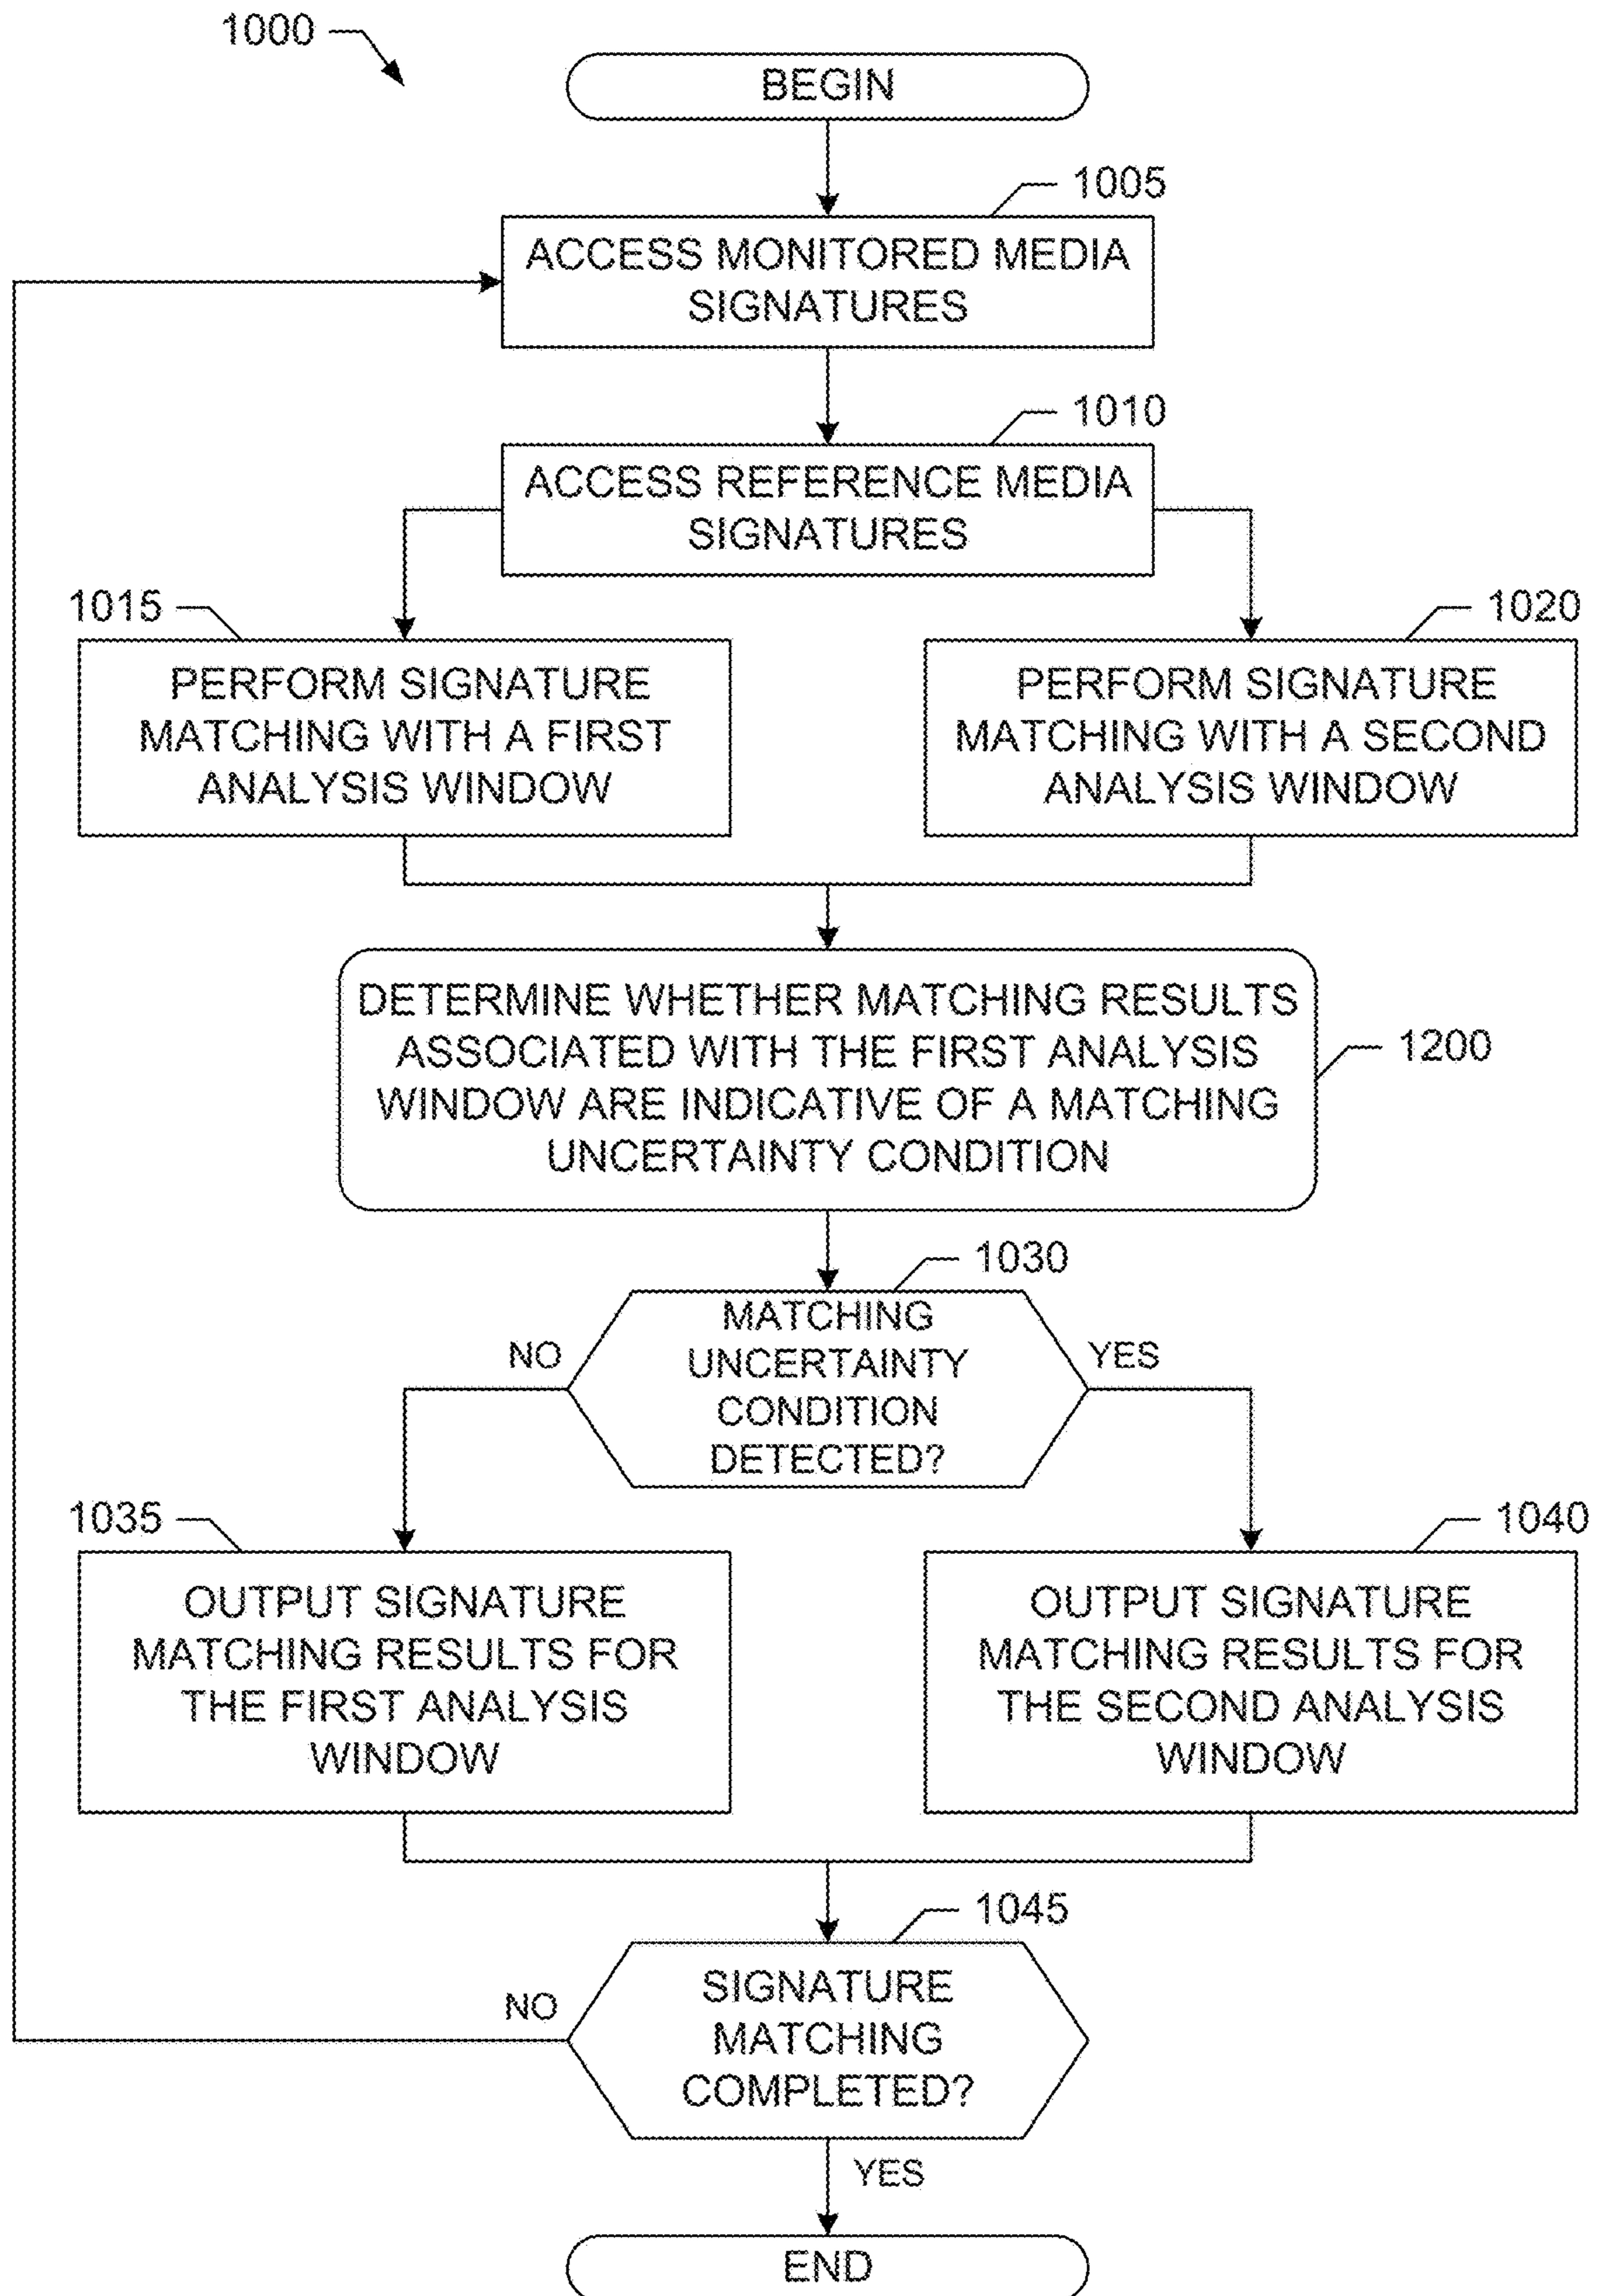 1000
BEGIN
1005
ACCESS MONITORED MEDIA
SIGNATURES
1010
ACCESS REFERENCE MEDIA
SIGNATURES
1015
PERFORM SIGNATURE
MATCHING WITH A FIRST
ANALYSIS WINDOW
1020
PERFORM SIGNATURE
MATCHING WITH A SECOND
ANALYSIS WINDOW
DETERMINE WHETHER MATCHING RESULTS
ASSOCIATED WITH THE FIRST ANALYSIS
WINDOW ARE INDICATIVE OF A MATCHING
UNCERTAINTY CONDITION
1200
1030
MATCHING
UNCERTAINTY
CONDITION
DETECTED?
NO
YES
1035
OUTPUT SIGNATURE
MATCHING RESULTS FOR
THE FIRST ANALYSIS
WINDOW
1040
OUTPUT SIGNATURE
MATCHING RESULTS FOR
THE SECOND ANALYSIS
WINDOW
1045
SIGNATURE
MATCHING
COMPLETED?
NO
YES
END